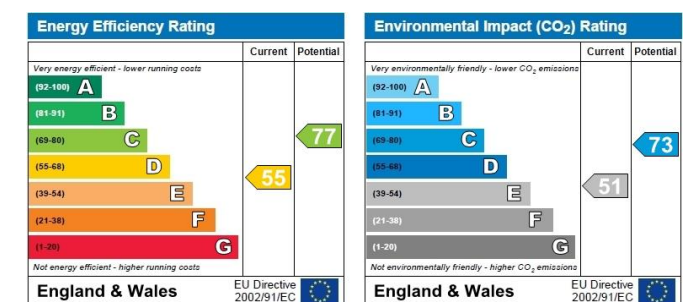 Energy Efficiency Rating
Current Potential
Very energy efficient - lower running costs
(92-100) A
(81-91) B
(69-80) C
77
(55-68) D
55
(39-54) E
(21-38) F
(1-20) G
Not energy efficient - higher running costs
England & Wales
EU Directive
2002/91/EC
Environmental Impact (CO2) Rating
Current Potential
Very environmentally friendly - lower CO2 emissions
(92-100) A
(81-91) B
(69-80) C
73
(55-68) D
(39-54) E
51
(21-38) F
(1-20) G
Not environmentally friendly - higher CO2 emissions
England & Wales
EU Directive
2002/91/EC